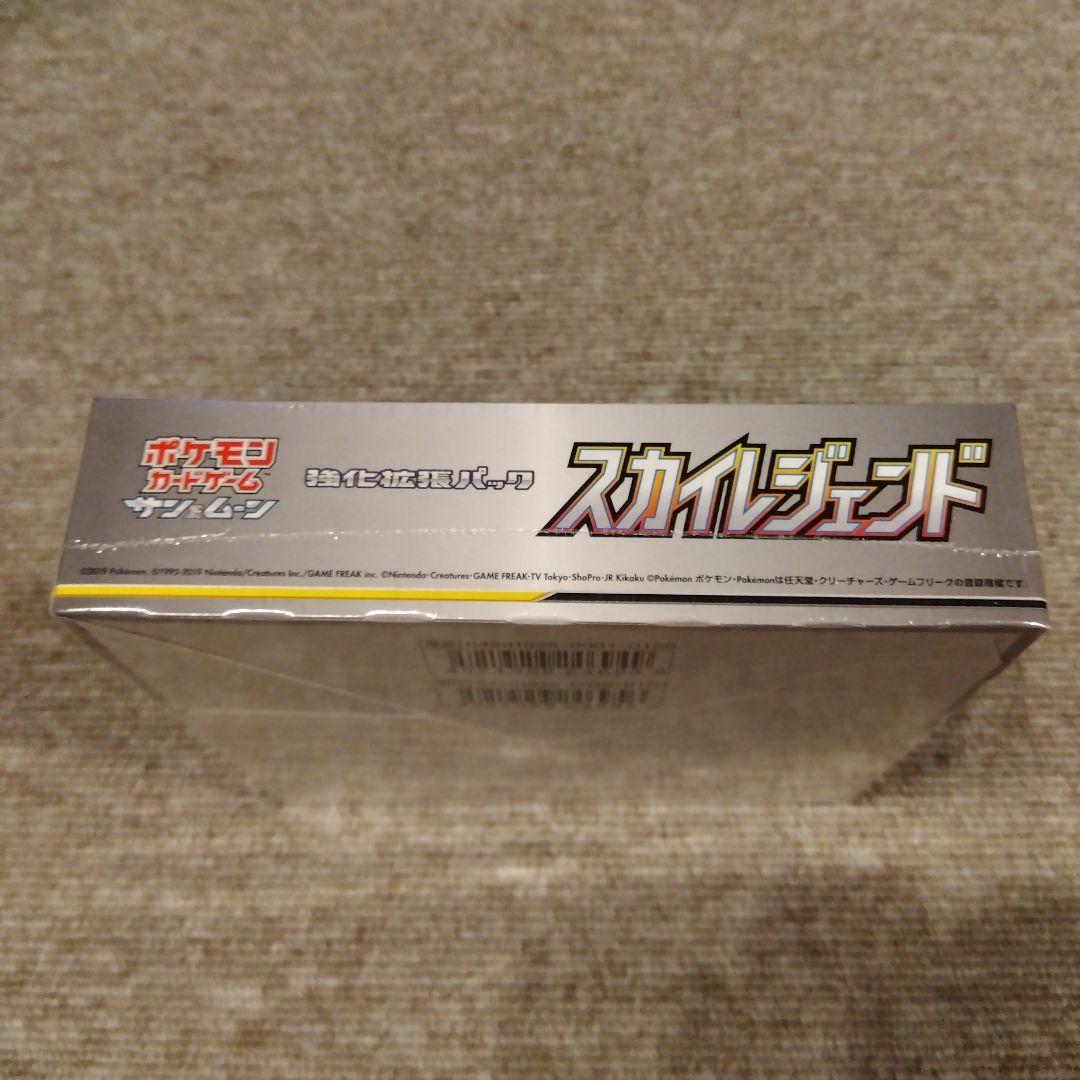 ポケモン
カードゲーム
サン&ムーン
強化拡張パック
スカイレジェンド
©2019 Pokémon. ©1995-2019 Nintendo/Creatures Inc./GAME FREAK inc. ©Nintendo･Creatures･GAME FREAK･TV Tokyo･ShoPro･JR Kikaku ©Pokémon ポケモン･Pokémonは任天堂･クリーチャーズ･ゲームフリークの登録商標です。